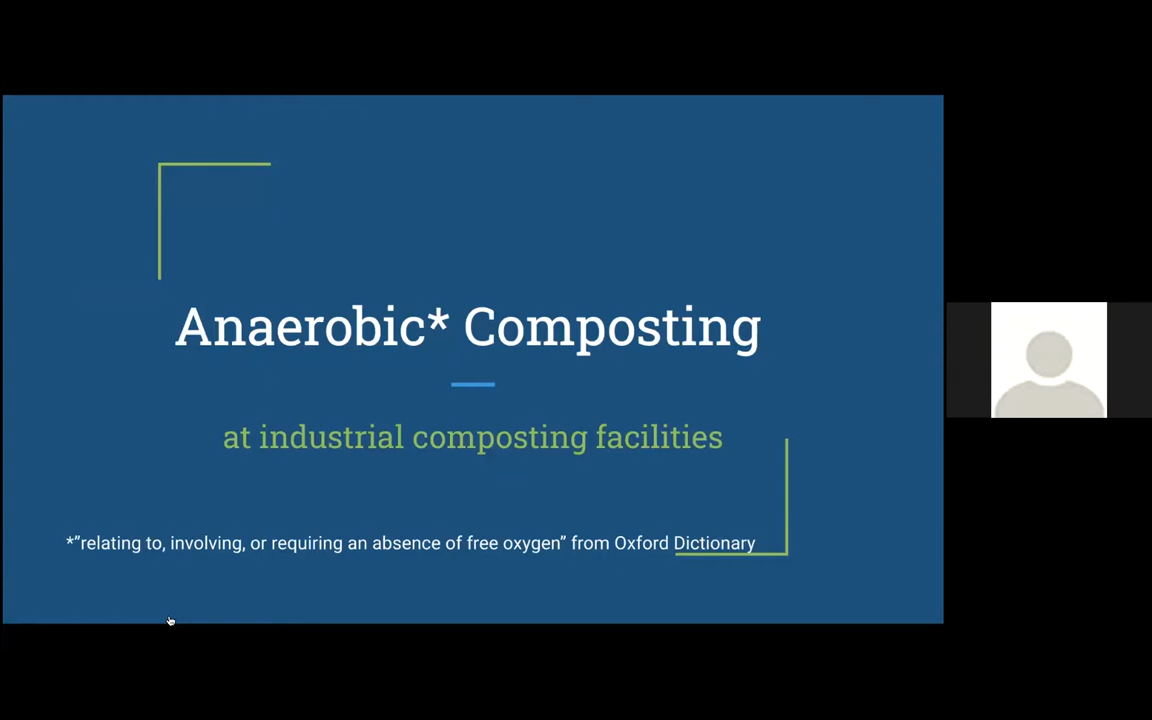 Anaerobic* Composting
at industrial composting facilities
*”relating to, involving, or requiring an absence of free oxygen” from Oxford Dictionary